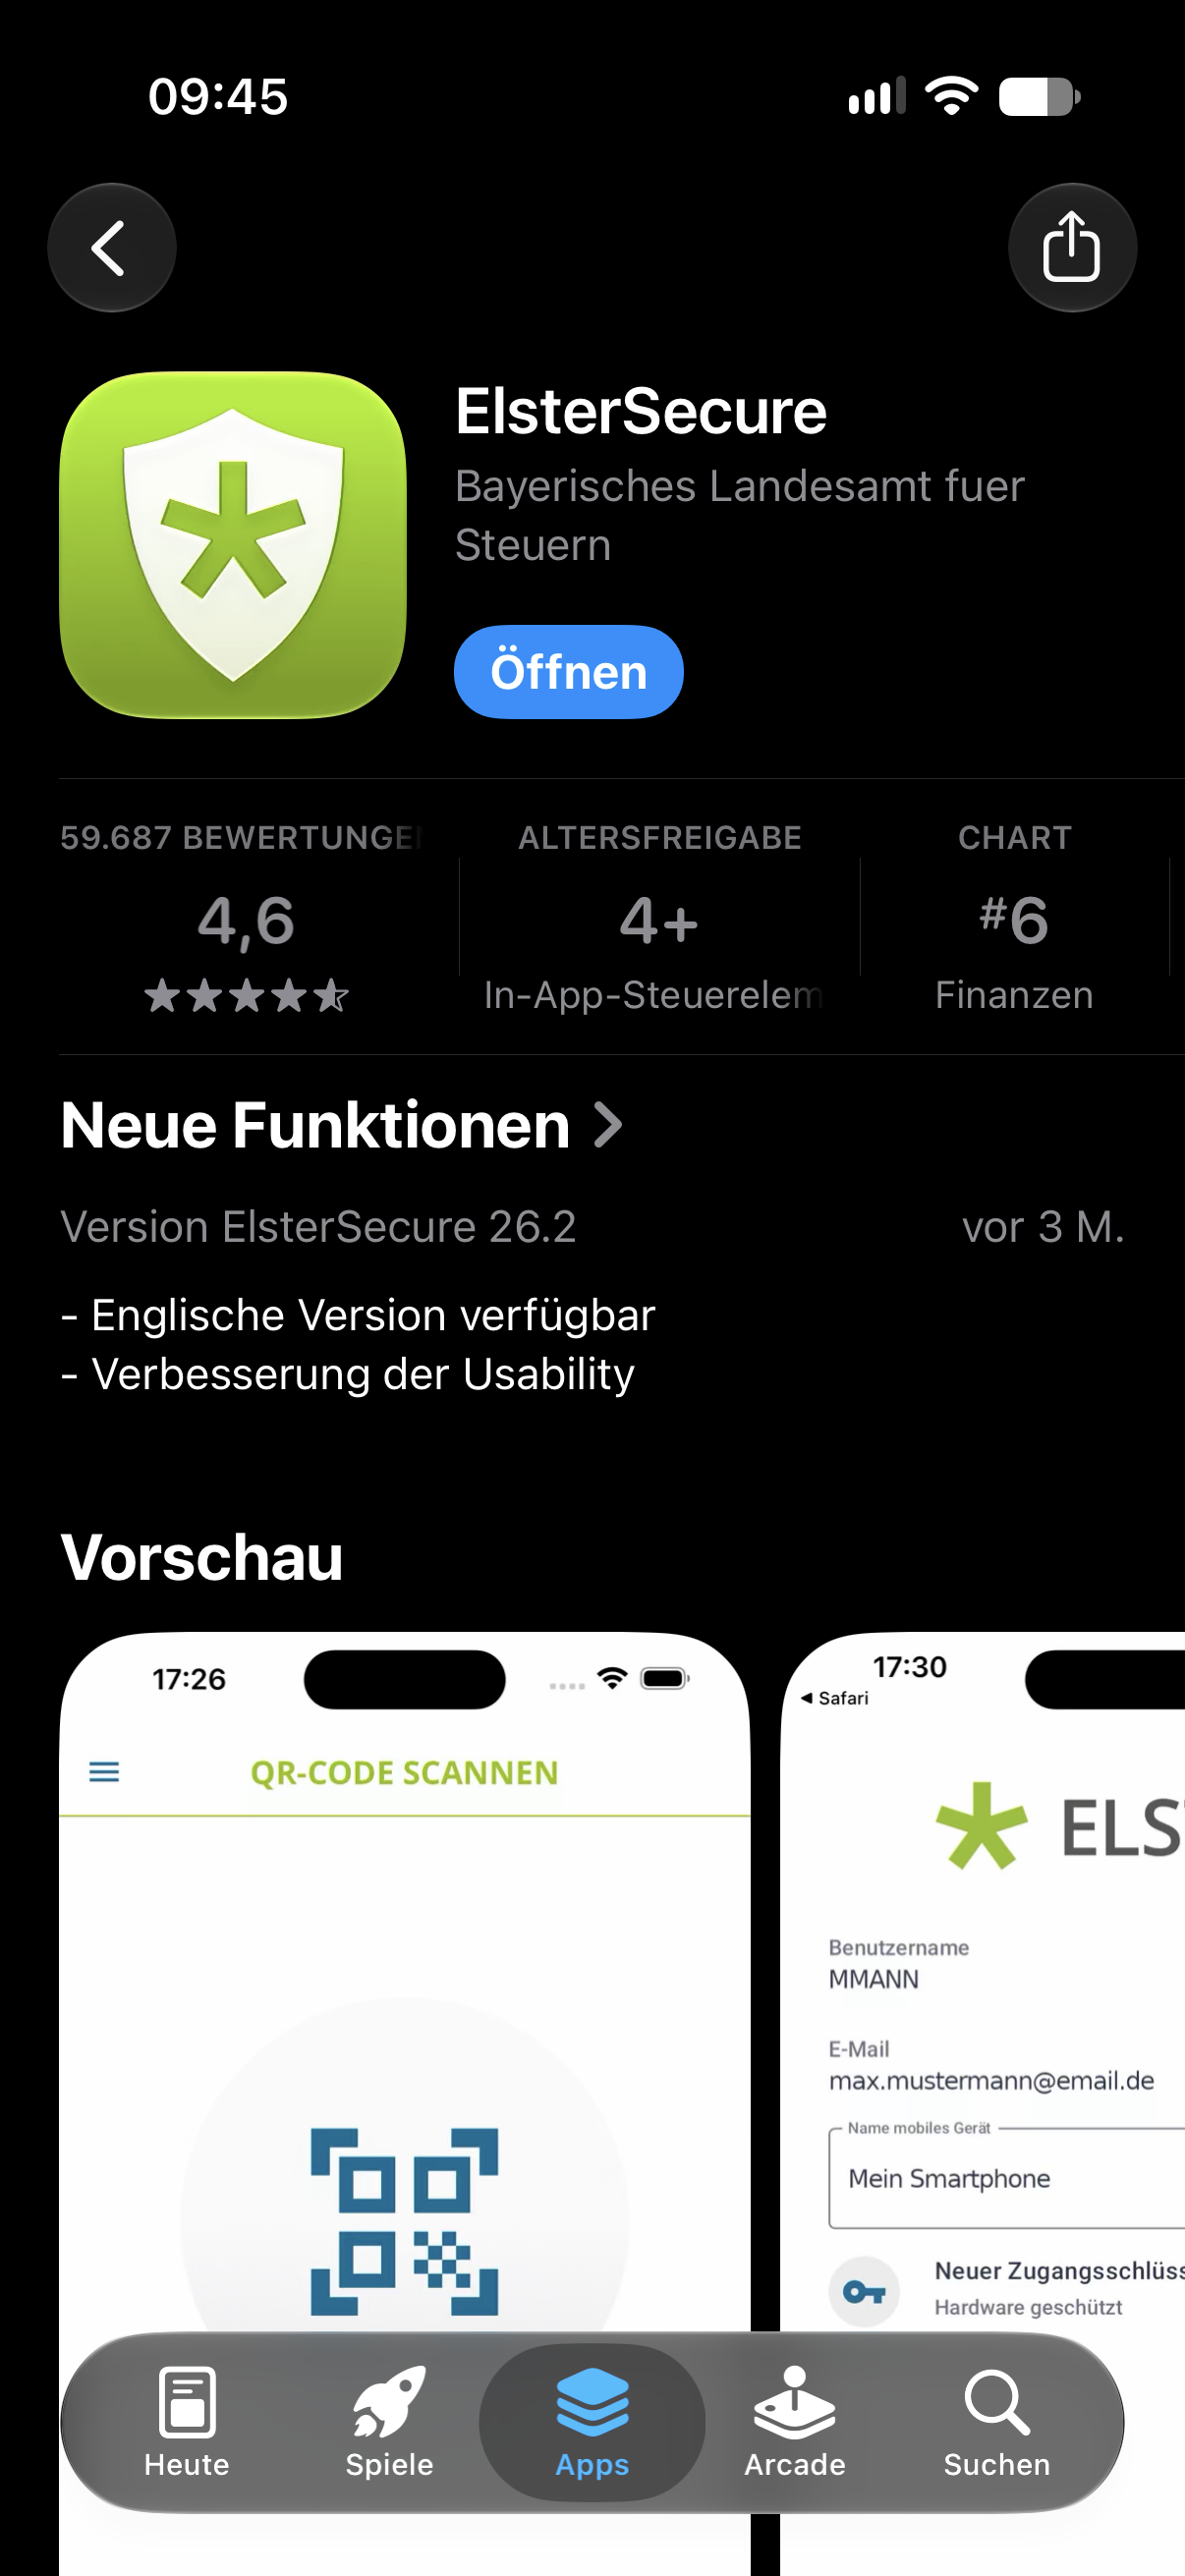 09:45
ElsterSecure
Bayerisches Landesamt fuer
Steuern
Öffnen
59.687 BEWERTUNGEN
4,6
ALTERSFREIGABE
4+
In-App-Steuerelem
CHART
#6
Finanzen
Neue Funktionen
Version ElsterSecure 26.2 vor 3 M.
- Englische Version verfügbar
- Verbesserung der Usability
Vorschau
17:26
QR-CODE SCANNEN
17:30
Safari
ELS
Benutzername
MMANN
E-Mail
max.mustermann@email.de
Name mobiles Gerät
Mein Smartphone
Neuer Zugangsschlüss
Hardware geschützt
Heute
Spiele
Apps
Arcade
Suchen